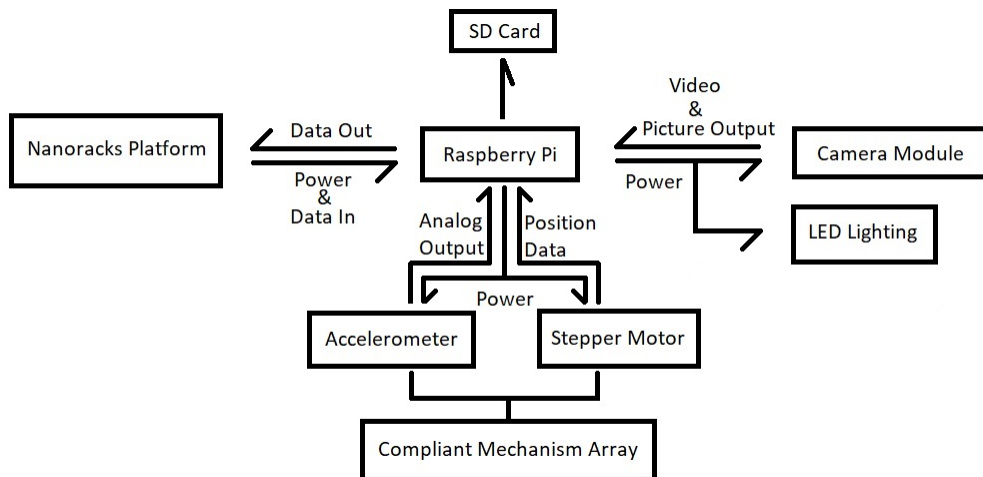 SD Card
Video
&
Picture Output
Nanoracks Platform
Data Out
Raspberry Pi
Camera Module
Power
&
Data In
Power
Analog
Output
Position
Data
LED Lighting
Power
Accelerometer
Stepper Motor
Compliant Mechanism Array